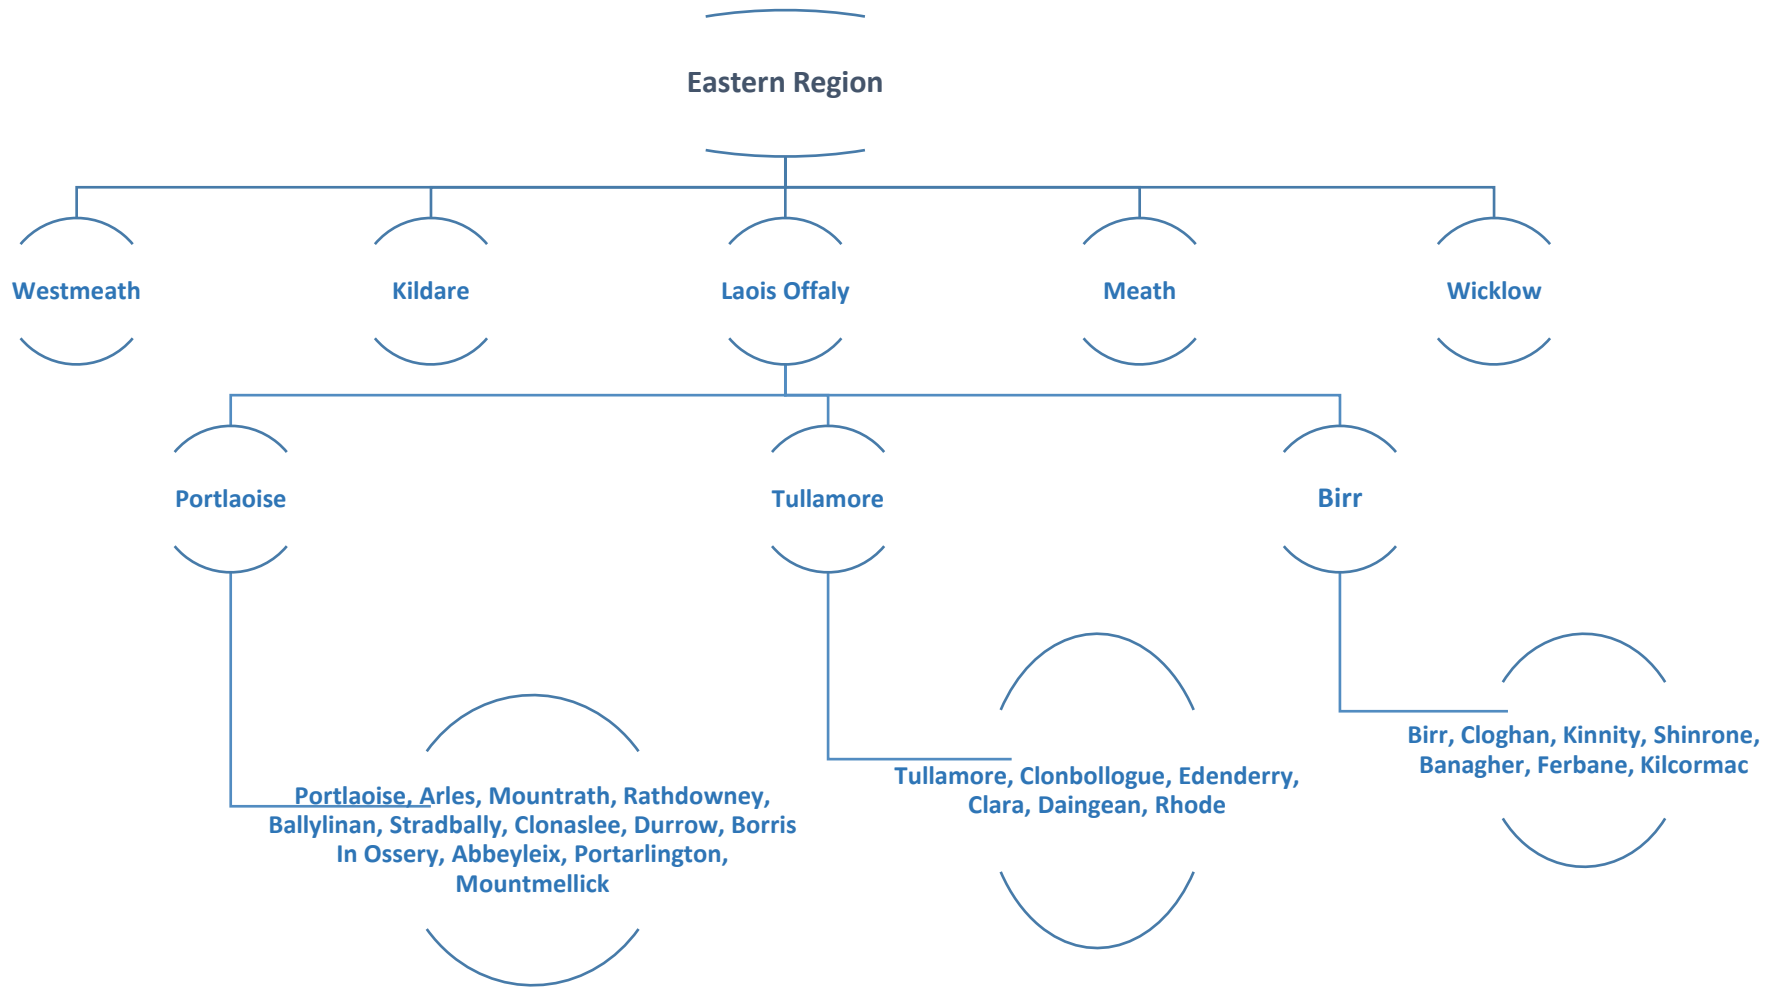 Eastern Region
Westmeath
Kildare
Laois Offaly
Meath
Wicklow
Portlaoise
Tullamore
Birr
Portlaoise, Arles, Mountrath, Rathdowney,
Ballylinan, Stradbally, Clonaslee, Durrow, Borris
In Ossery, Abbeyleix, Portarlington,
Mountmellick
Tullamore, Clonbollogue, Edenderry,
Clara, Daingean, Rhode
Birr, Cloghan, Kinnity, Shinrone,
Banagher, Ferbane, Kilcormac